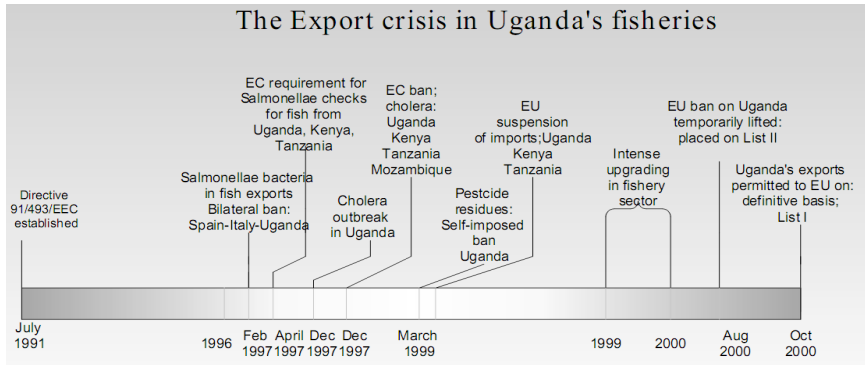 The Export crisis in Uganda's fisheries
Directive
91/493/EEC
established
Salmonellae bacteria
in fish exports
Bilateral ban:
Spain-Italy-Uganda
EC requirement for
Salmonellae checks
for fish from
Uganda, Kenya,
Tanzania
Cholera
outbreak
in Uganda
EC ban;
cholera:
Uganda
Kenya
Tanzania
Mozambique
Pestcide
residues:
Self-imposed
ban
Uganda
EU
suspension
of imports;Uganda
Kenya
Tanzania
Intense
upgrading
in fishery
sector
EU ban on Uganda
temporarily lifted:
placed on List II
Uganda's exports
permitted to EU on:
definitive basis;
List I
July
1991
1996
Feb
1997
April
1997
Dec
1997
Dec
1997
March
1999
1999
2000
Aug
2000
Oct
2000